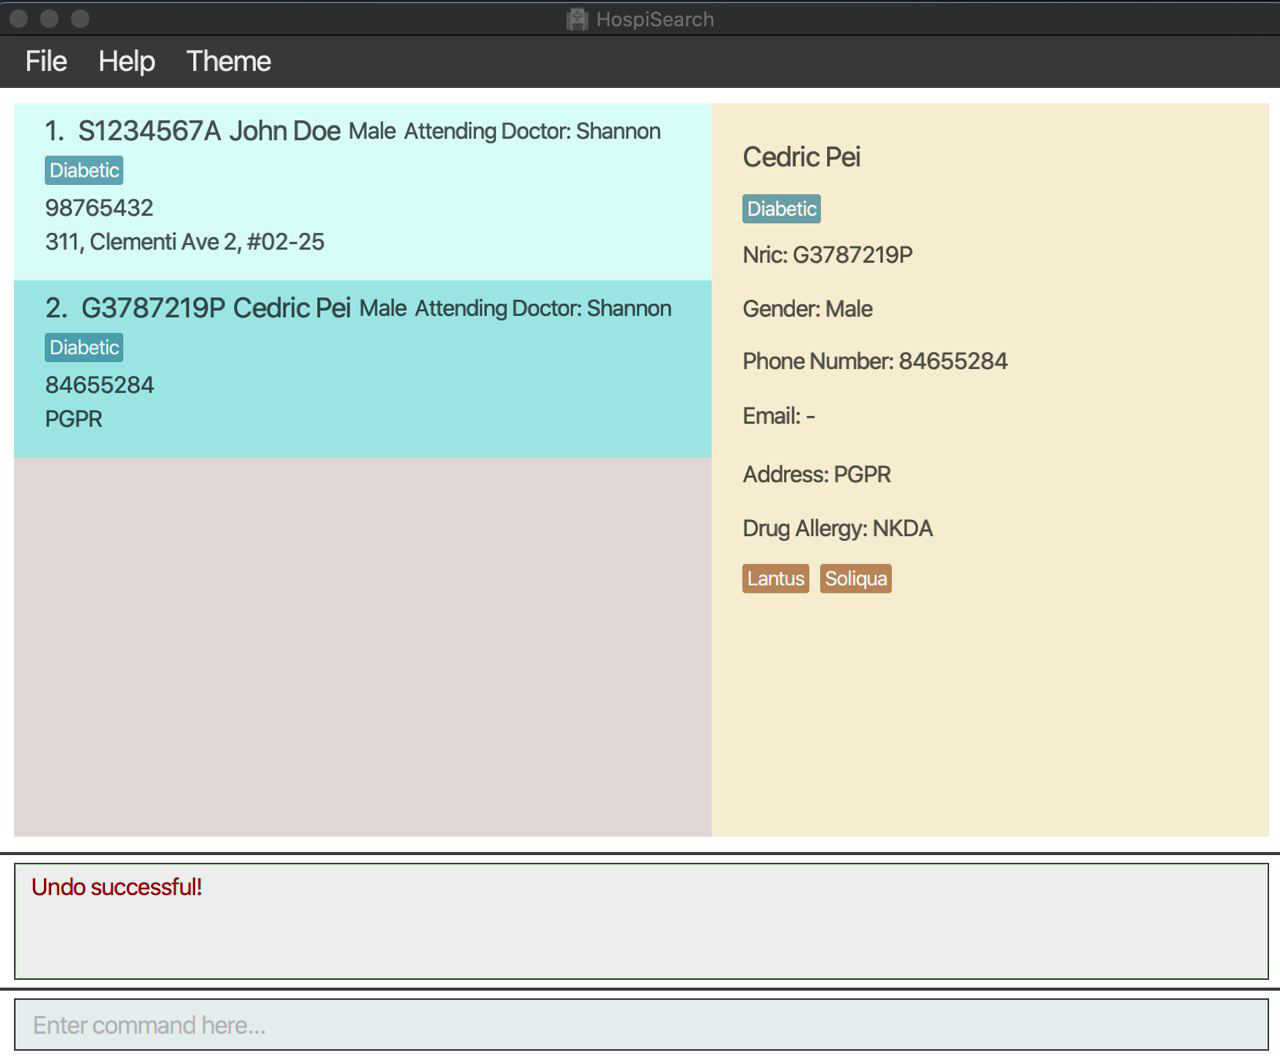 HospiSearch
File Help Theme
1. S1234567A John Doe Male Attending Doctor: Shannon
Diabetic
98765432
311, Clementi Ave 2, #02-25
2. G3787219P Cedric Pei Male Attending Doctor: Shannon
Diabetic
84655284
PGPR
Cedric Pei
Diabetic
Nric: G3787219P
Gender: Male
Phone Number: 84655284
Email: -
Address: PGPR
Drug Allergy: NKDA
Lantus Soliqua
Undo successful!
Enter command here...